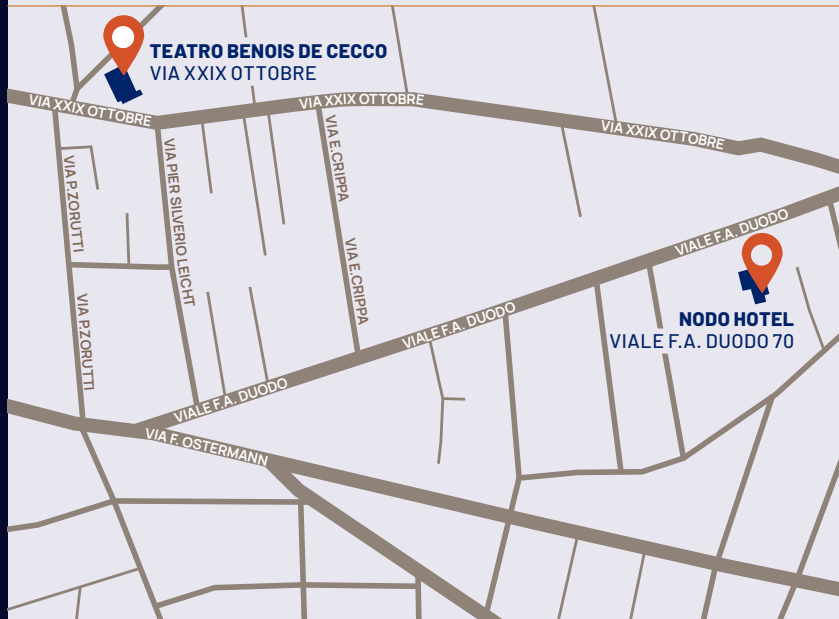 TEATRO BENOIS DE CECCO
VIA XXIX OTTOBRE
VIA XXIX OTTOBRE
VIA XXIX OTTOBRE
VIA XXIX OTTOBRE
VIA P.ZORUTTI
VIA PIER SILVERIO LEICHT
VIA E.CRIPPA
VIA E.CRIPPA
VIA P.ZORUTTI
VIALE F.A. DUODO
VIALE F.A. DUODO
VIALE F.A. DUODO
NODO HOTEL
VIALE F.A. DUODO 70
VIA F. OSTERMANN